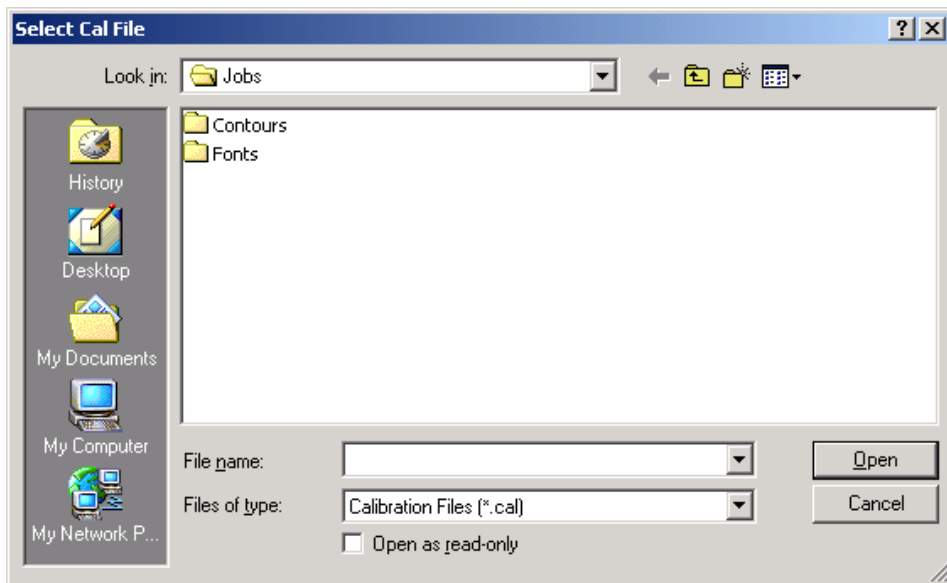 Select Cal File
Look in: Jobs
Contours
Fonts
History
Desktop
My Documents
My Computer
My Network P...
File name:
Open
Files of type: Calibration Files (*.cal)
Cancel
Open as read-only